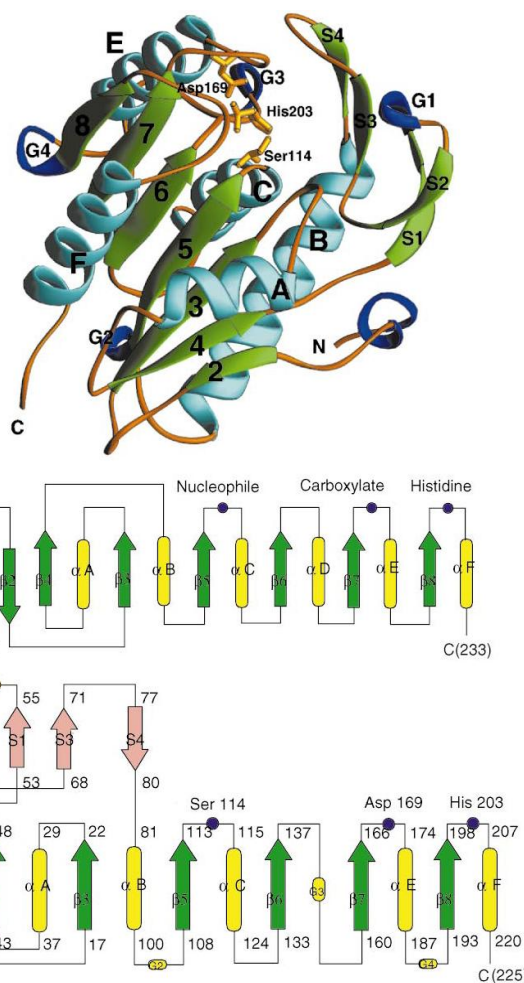 E
S4
G3
Asp169
G1
His203
8
7
S3
G4
Ser114
6
C
S2
5
B
S1
F
A
3
G2
4
N
2
C
Nucleophile Carboxylate Histidine
β2 β4 αA β3 αB β5 αC β6 αD β7 αE β8 αF
C(233)
55 71 77
S1 S3 S4
53 68 80
Ser 114 Asp 169 His 203
48 29 22 81 113 115 137 166 174 198 207
αA β3 αB β5 αC β6 G3 β7 αE β8 αF
43 37 17 100 108 124 133 160 187 193 220
G2 G4
C(225